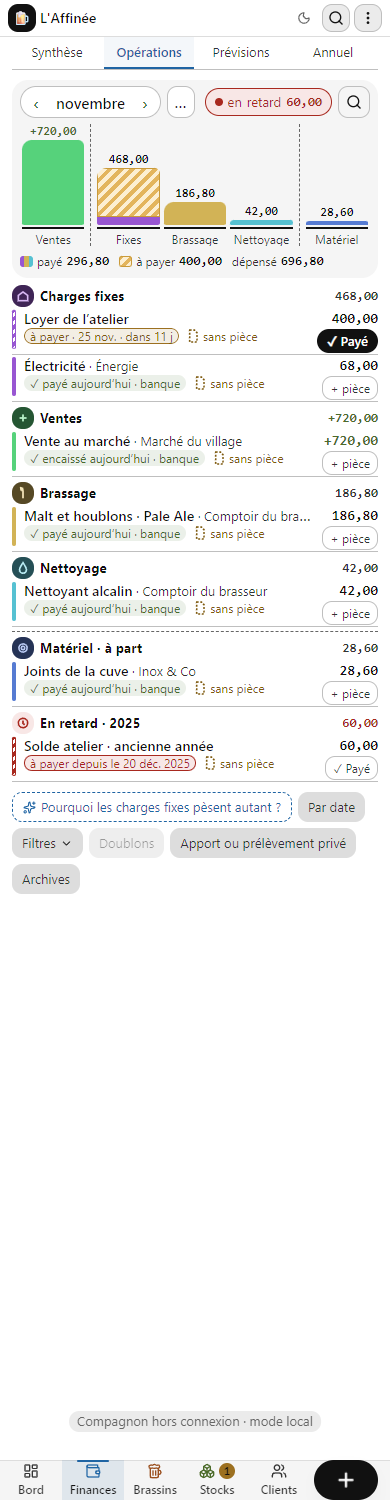 L'Affinée
Synthèse Opérations Prévisions Annuel
‹ novembre › ... en retard 60,00
+720,00
468,00
186,80
42,00
28,60
Ventes Fixes Brassage Nettoyage Matériel
payé 296,80 à payer 400,00 dépensé 696,80
Charges fixes 468,00
Loyer de l'atelier 400,00
à payer · 25 nov. · dans 11 j sans pièce ✓ Payé
Électricité · Énergie 68,00
✓ payé aujourd'hui · banque sans pièce + pièce
Ventes +720,00
Vente au marché · Marché du village +720,00
✓ encaissé aujourd'hui · banque sans pièce + pièce
Brassage 186,80
Malt et houblons · Pale Ale · Comptoir du bra... 186,80
✓ payé aujourd'hui · banque sans pièce + pièce
Nettoyage 42,00
Nettoyant alcalin · Comptoir du brasseur 42,00
✓ payé aujourd'hui · banque sans pièce + pièce
Matériel · à part 28,60
Joints de la cuve · Inox & Co 28,60
✓ payé aujourd'hui · banque sans pièce + pièce
En retard · 2025 60,00
Solde atelier · ancienne année 60,00
à payer depuis le 20 déc. 2025 sans pièce ✓ Payé
Pourquoi les charges fixes pèsent autant ? Par date
Filtres Doublons Apport ou prélèvement privé
Archives
Compagnon hors connexion · mode local
Bord Finances Brassins Stocks 1 Clients +